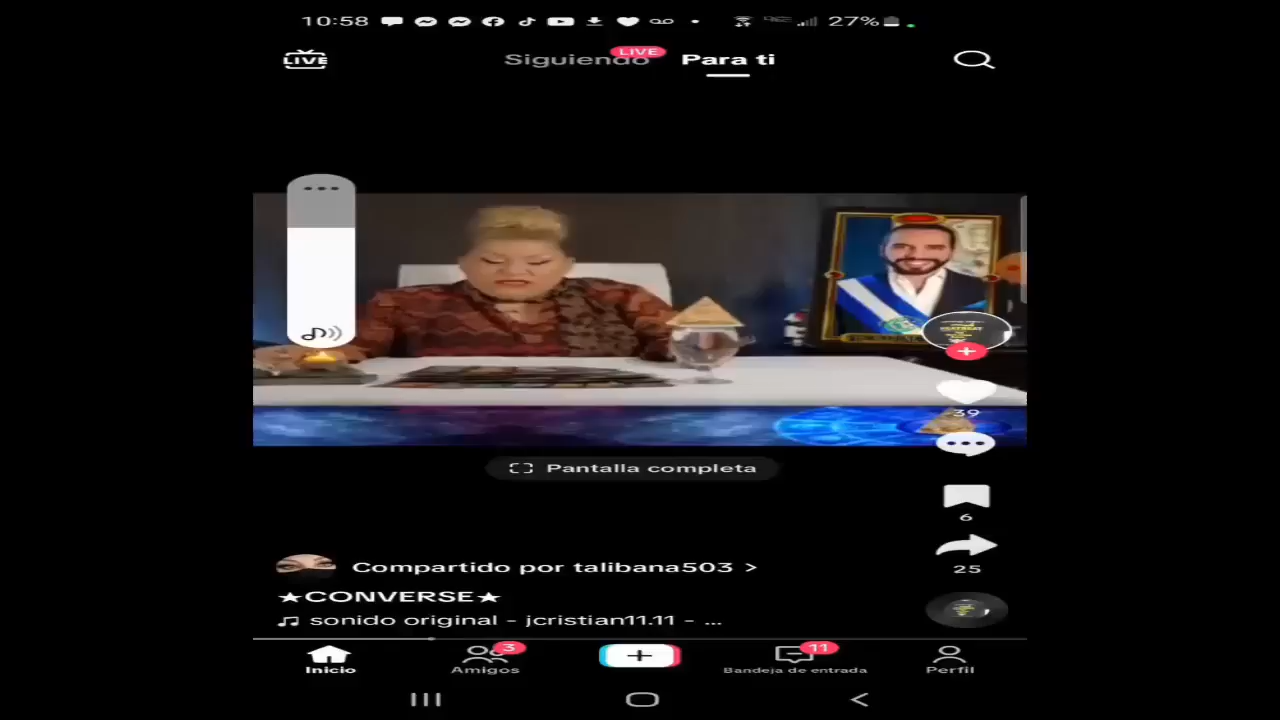 10:58 27%
LIVE Siguiendo LIVE Para ti
Pantalla completa
39
6
25
Compartido por talibana503 >
★CONVERSE★
sonido original - jcristian11.11 - ...
3 11
Inicio Amigos Bandeja de entrada Perfil